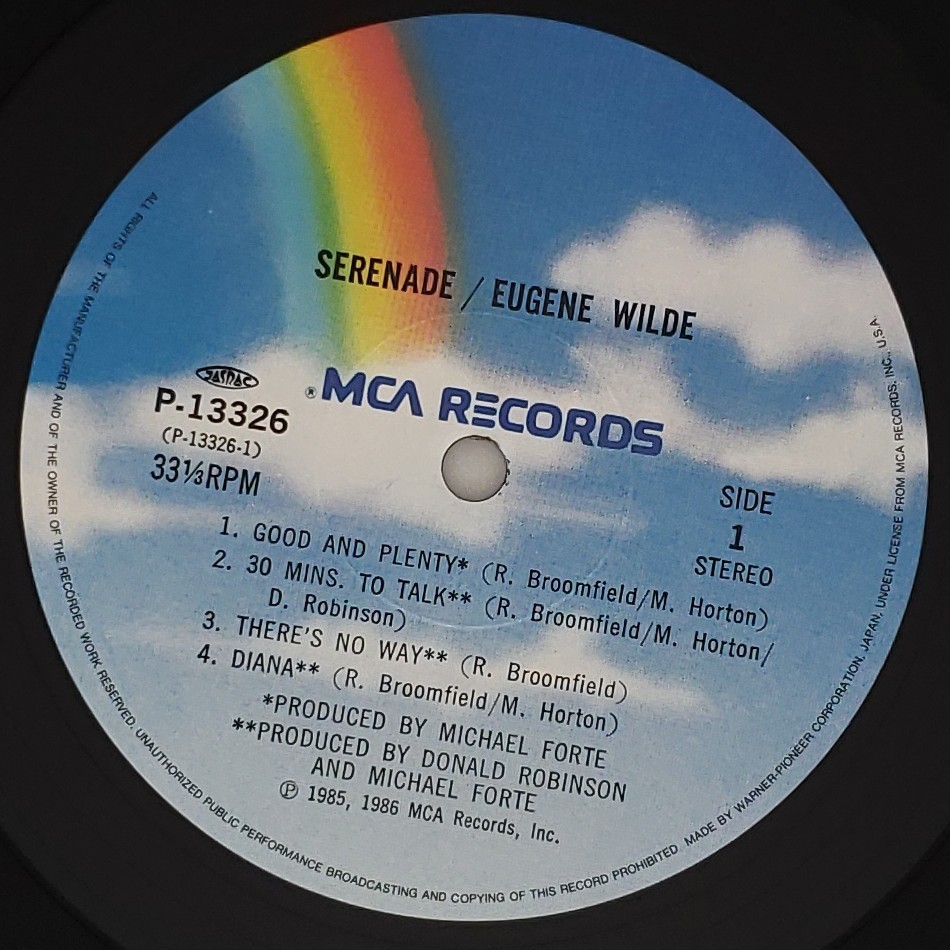 SERENADE / EUGENE WILDE
® MCA RECORDS
JASRAC
P-13326
(P-13326-1)
33⅓RPM
SIDE
1
STEREO
1. GOOD AND PLENTY* (R. Broomfield/M. Horton)
2. 30 MINS. TO TALK** (R. Broomfield/M. Horton/
D. Robinson)
3. THERE'S NO WAY** (R. Broomfield)
4. DIANA** (R. Broomfield/M. Horton)
*PRODUCED BY MICHAEL FORTE
**PRODUCED BY DONALD ROBINSON
AND MICHAEL FORTE
℗ 1985, 1986 MCA Records, Inc.
ALL RIGHTS OF THE MANUFACTURER AND OF THE OWNER OF THE RECORDED WORK RESERVED. UNAUTHORIZED PUBLIC PERFORMANCE BROADCASTING AND COPYING OF THIS RECORD PROHIBITED MADE BY WARNER-PIONEER CORPORATION, JAPAN, UNDER LICENSE FROM MCA RECORDS, INC., U.S.A.